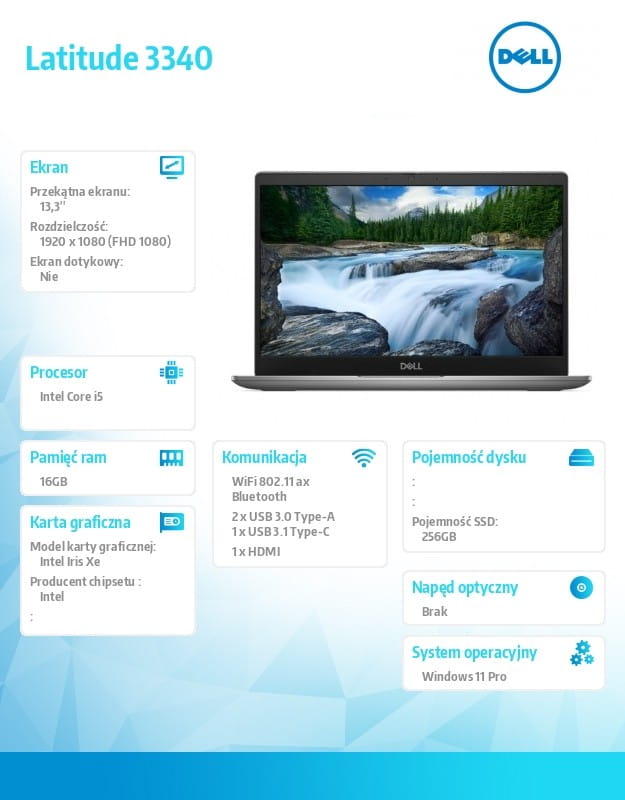 Latitude 3340
DELL
Ekran
Przekątna ekranu:
13,3''
Rozdzielczość:
1920 x 1080 (FHD 1080)
Ekran dotykowy:
Nie
DELL
Procesor
Intel Core i5
Pamięć ram
16GB
Karta graficzna
Model karty graficznej:
Intel Iris Xe
Producent chipsetu :
Intel
:
Komunikacja
WiFi 802.11 ax
Bluetooth
2 x USB 3.0 Type-A
1 x USB 3.1 Type-C
1 x HDMI
Pojemność dysku
:
:
Pojemność SSD:
256GB
Napęd optyczny
Brak
System operacyjny
Windows 11 Pro